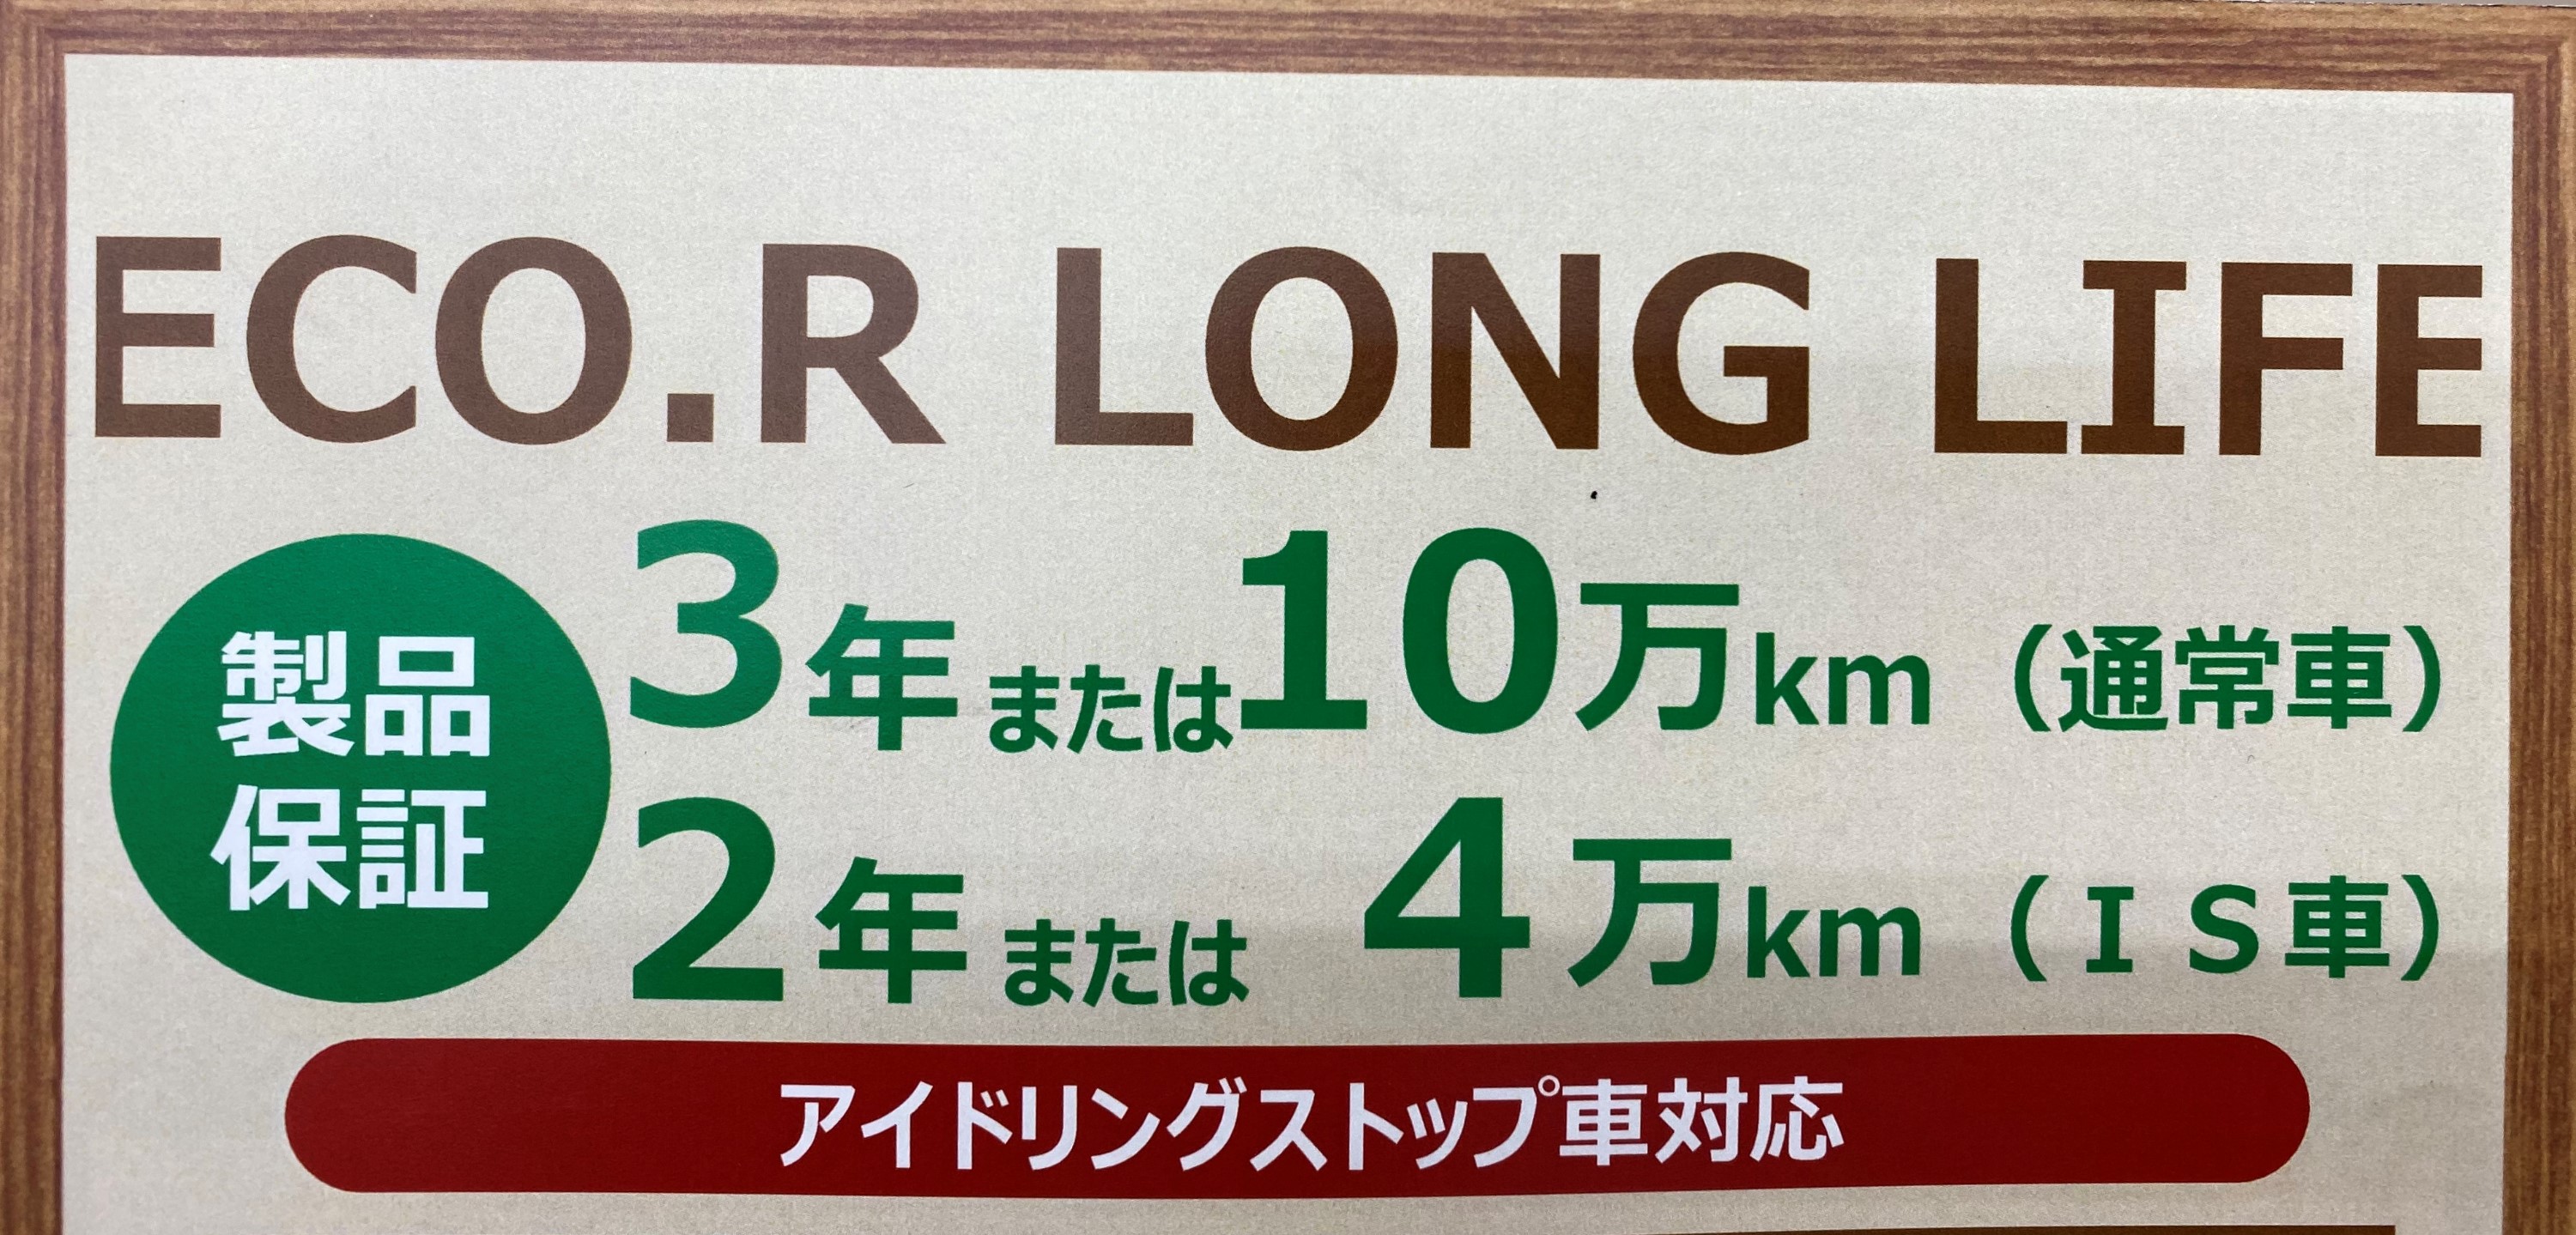 ECO.R LONG LIFE
製品
保証
3年または10万km（通常車）
2年または 4万km（ＩＳ車）
アイドリングストップ車対応